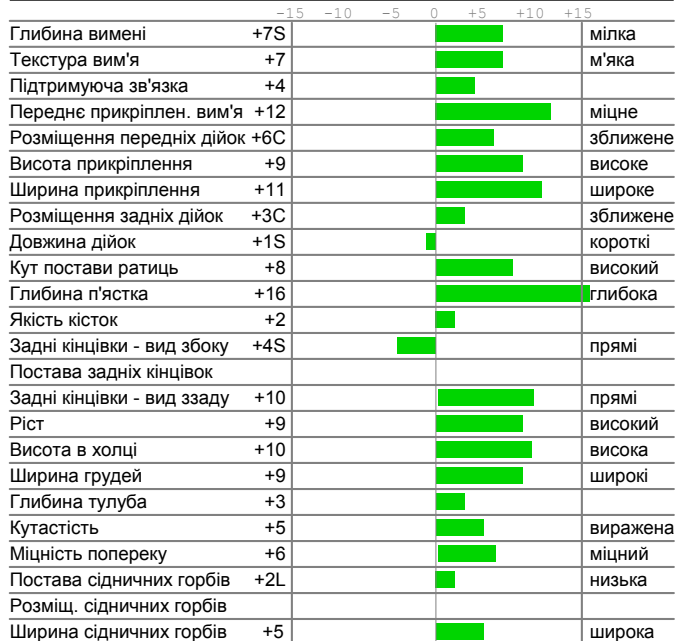 -15 -10 -5 0 +5 +10 +15
Глибина вимені +7S мілка
Текстура вим'я +7 м'яка
Підтримуюча зв'язка +4
Переднє прикріплен. вим'я +12 міцне
Розміщення передніх дійок +6C зближене
Висота прикріплення +9 високе
Ширина прикріплення +11 широке
Розміщення задніх дійок +3C зближене
Довжина дійок +1S короткі
Кут постави ратиць +8 високий
Глибина п'ястка +16 глибока
Якість кісток +2
Задні кінцівки - вид збоку +4S прямі
Постава задніх кінцівок
Задні кінцівки - вид ззаду +10 прямі
Ріст +9 високий
Висота в холці +10 висока
Ширина грудей +9 широкі
Глибина тулуба +3
Кутастість +5 виражена
Міцність попереку +6 міцний
Постава сідничних горбів +2L низька
Розміщ. сідничних горбів
Ширина сідничних горбів +5 широка